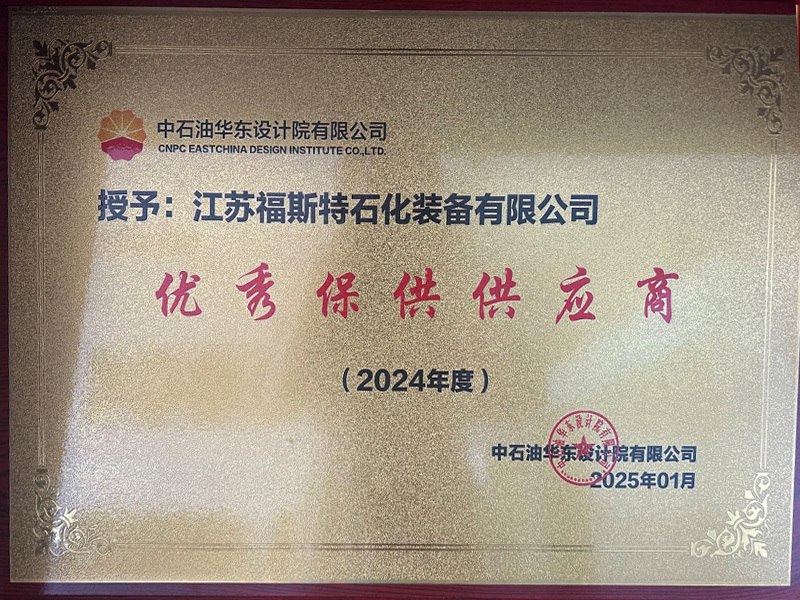 中石油华东设计院有限公司
CNPC EASTCHINA DESIGN INSTITUTE CO.,LTD.
授予：江苏福斯特石化装备有限公司
优秀保供供应商
（2024年度）
中石油华东设计院有限公司
2025年01月